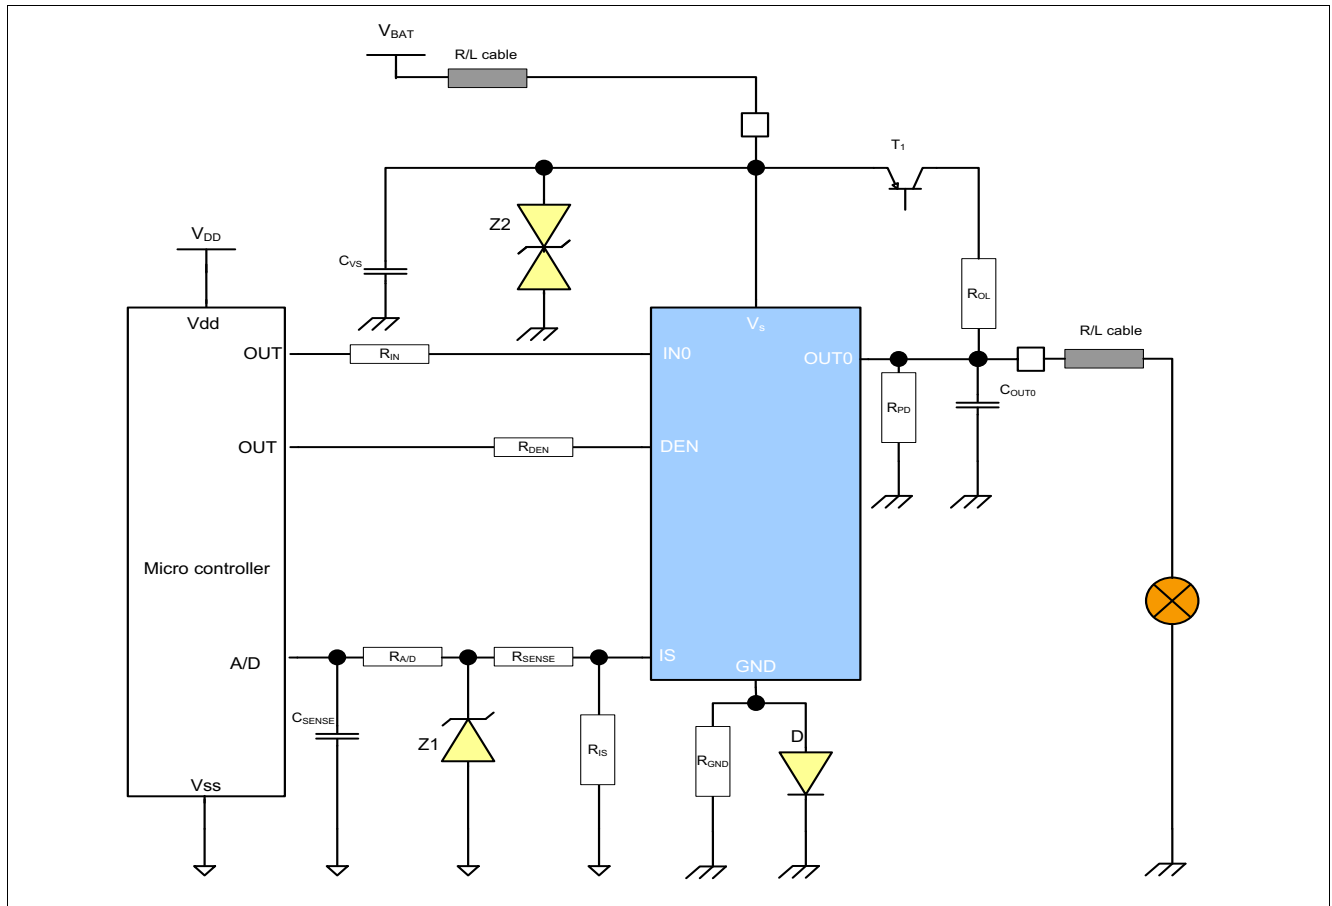 VBAT
R/L cable
T1
Z2
VDD
CVS
ROL
Vdd
Vs
R/L cable
OUT
RIN
IN0
OUT0
COUT0
RPD
OUT
RDEN
DEN
Micro controller
A/D
RA/D
RSENSE
IS
GND
CSENSE
Z1
RIS
RGND
D
Vss